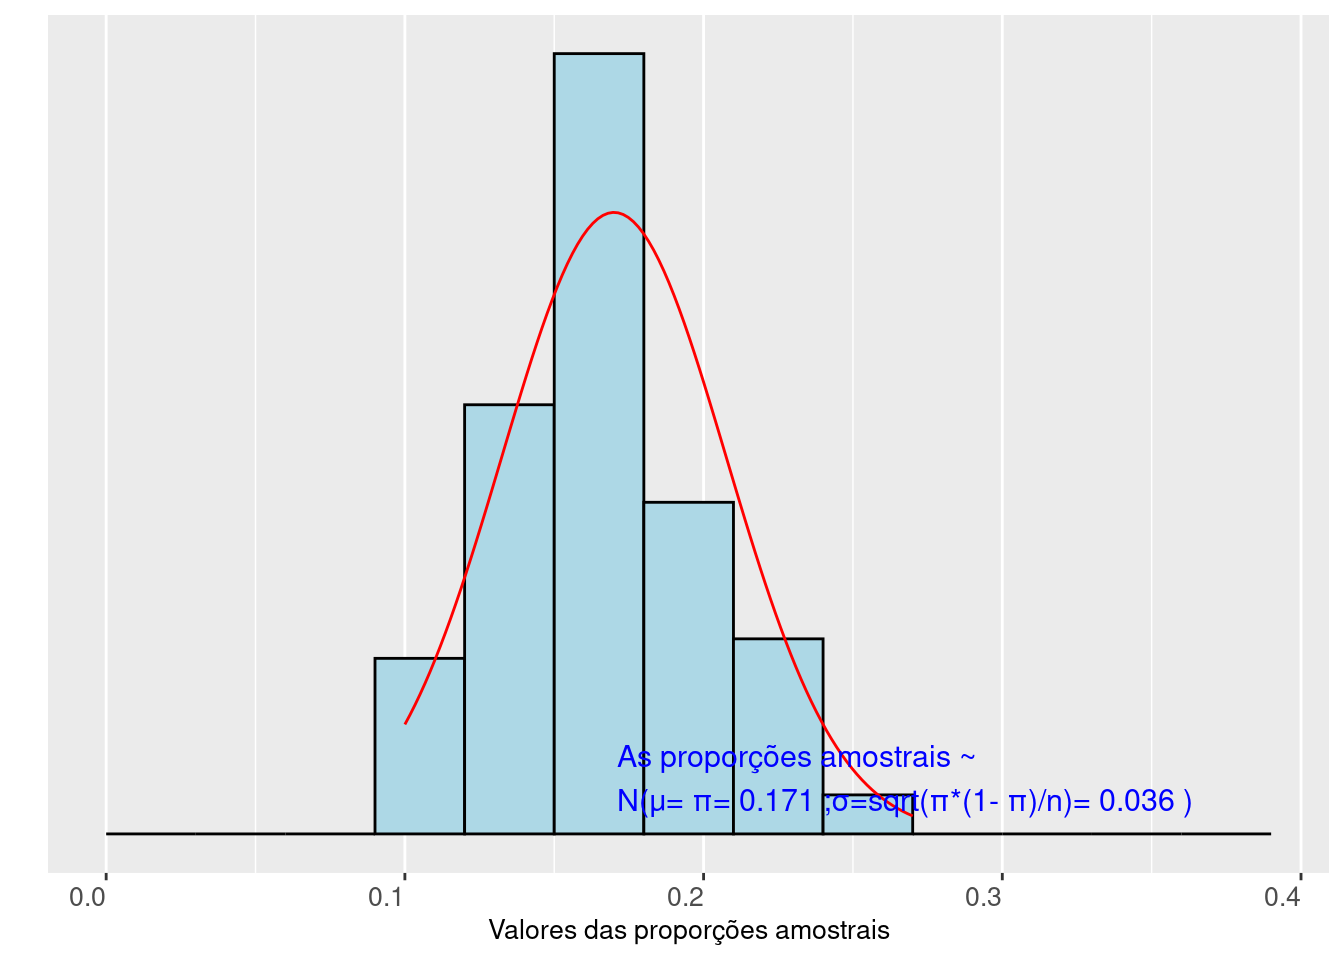 As proporções amostrais ~
N(μ= π= 0.171 ;σ=sqrt(π*(1- π)/n)= 0.036 )
0.0 0.1 0.2 0.3 0.4
Valores das proporções amostrais